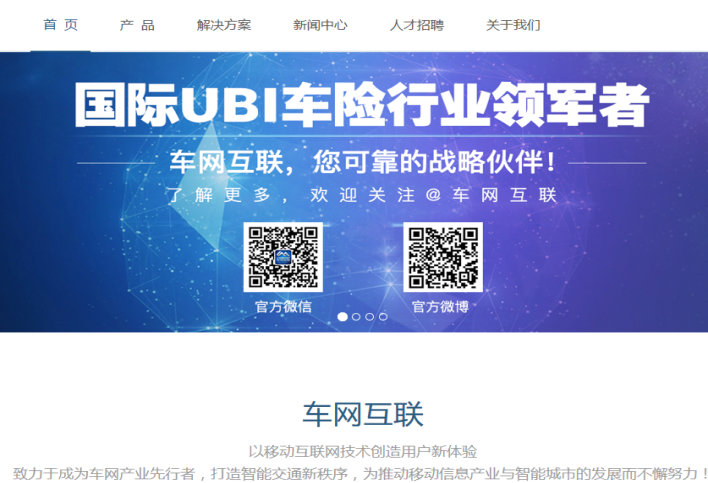 首 页 产 品 解决方案 新闻中心 人才招聘 关于我们
国际UBI车险行业领军者
车网互联，您可靠的战略伙伴！
了解更多，欢迎关注@车网互联
官方微信 官方微博
车网互联
以移动互联网技术创造用户新体验
致力于成为车网产业先行者，打造智能交通新秩序，为推动移动信息产业与智能城市的发展而不懈努力！